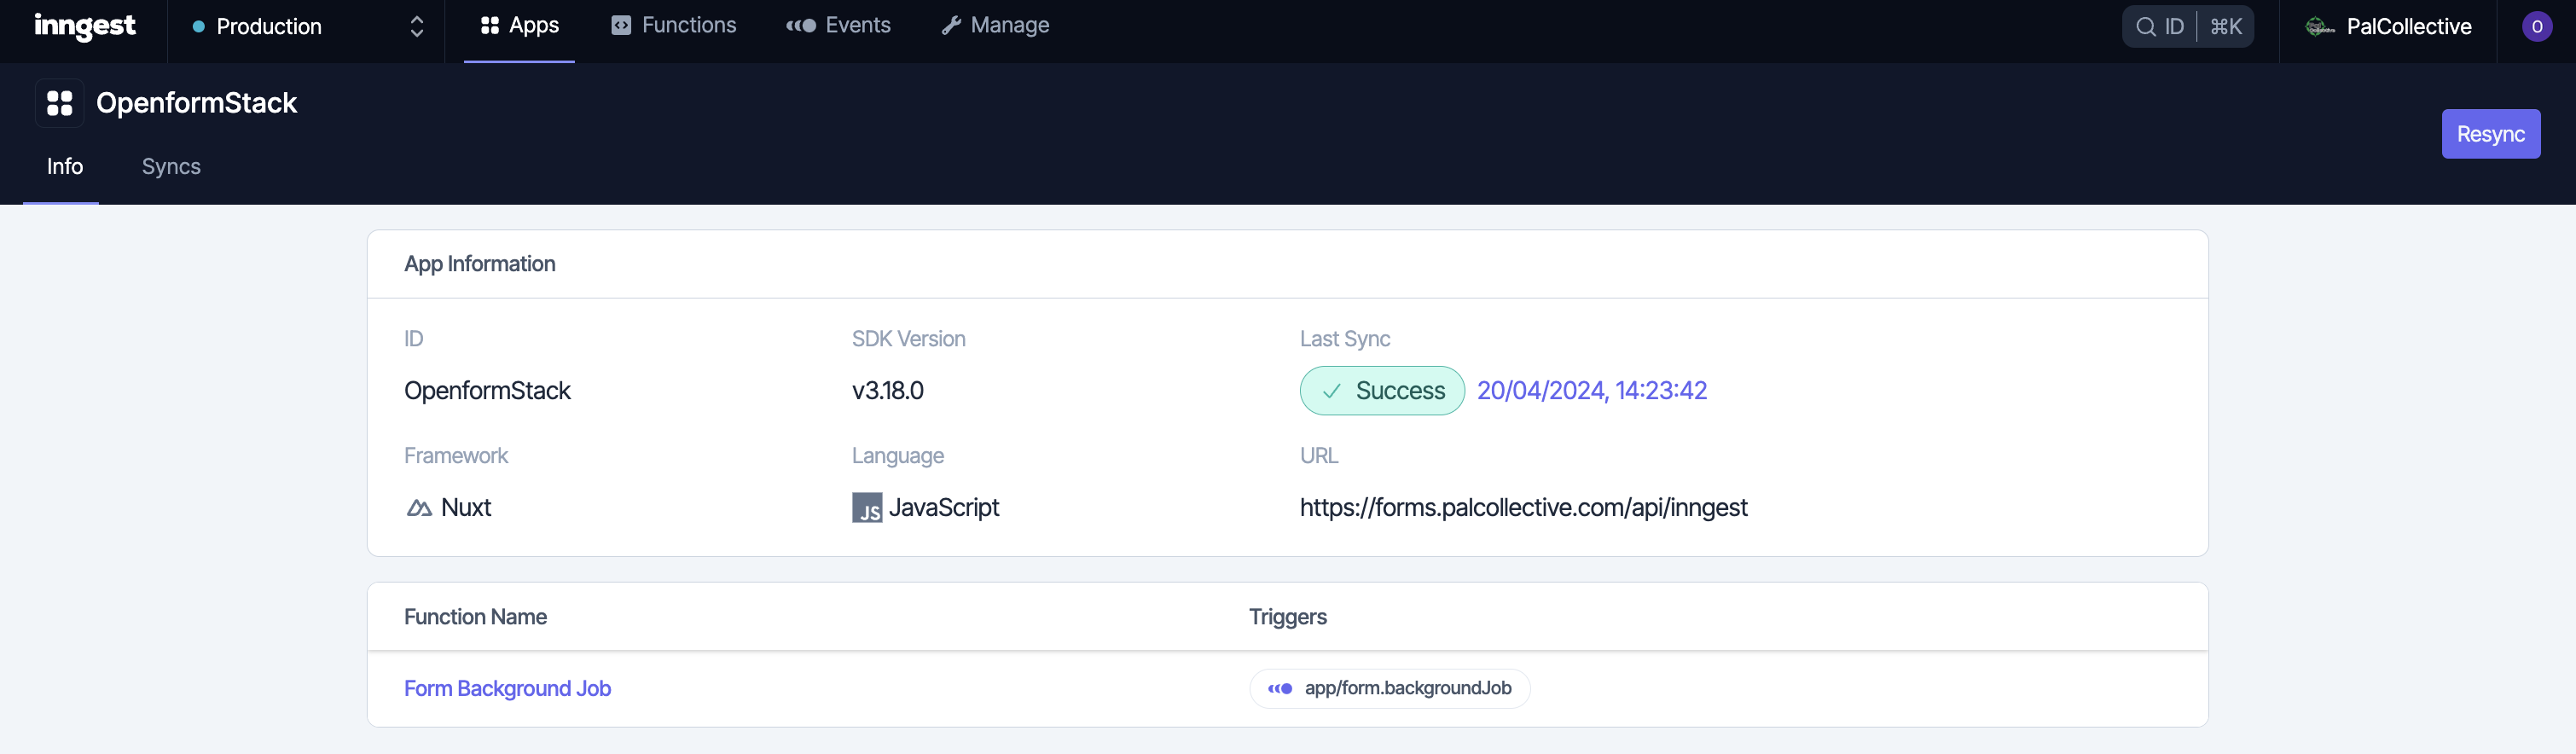 inngest Production Apps Functions Events Manage ID ⌘K PalCollective O
OpenformStack
Resync
Info Syncs
App Information
ID SDK Version Last Sync
OpenformStack v3.18.0 Success 20/04/2024, 14:23:42
Framework Language URL
Nuxt JS JavaScript https://forms.palcollective.com/api/inngest
Function Name Triggers
Form Background Job app/form.backgroundJob